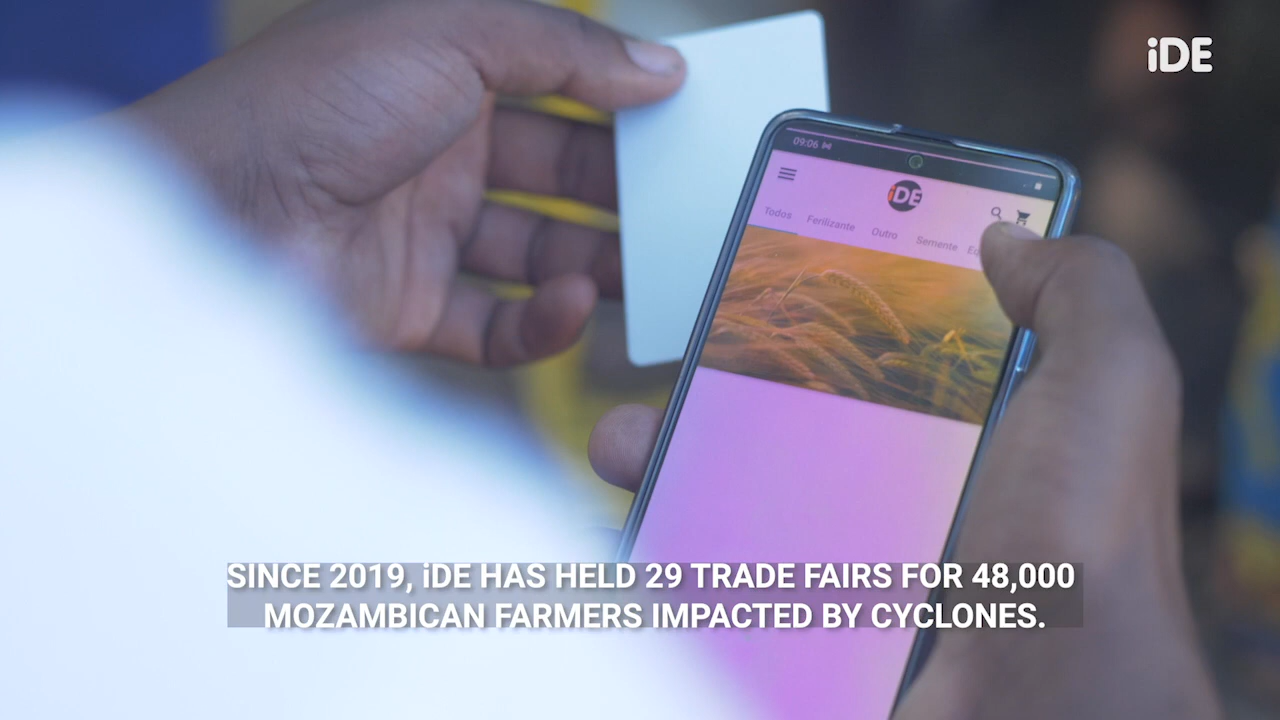 iDE
09:06
iDE
Todos Ferilizante Outro Semente
SINCE 2019, iDE HAS HELD 29 TRADE FAIRS FOR 48,000
MOZAMBICAN FARMERS IMPACTED BY CYCLONES.